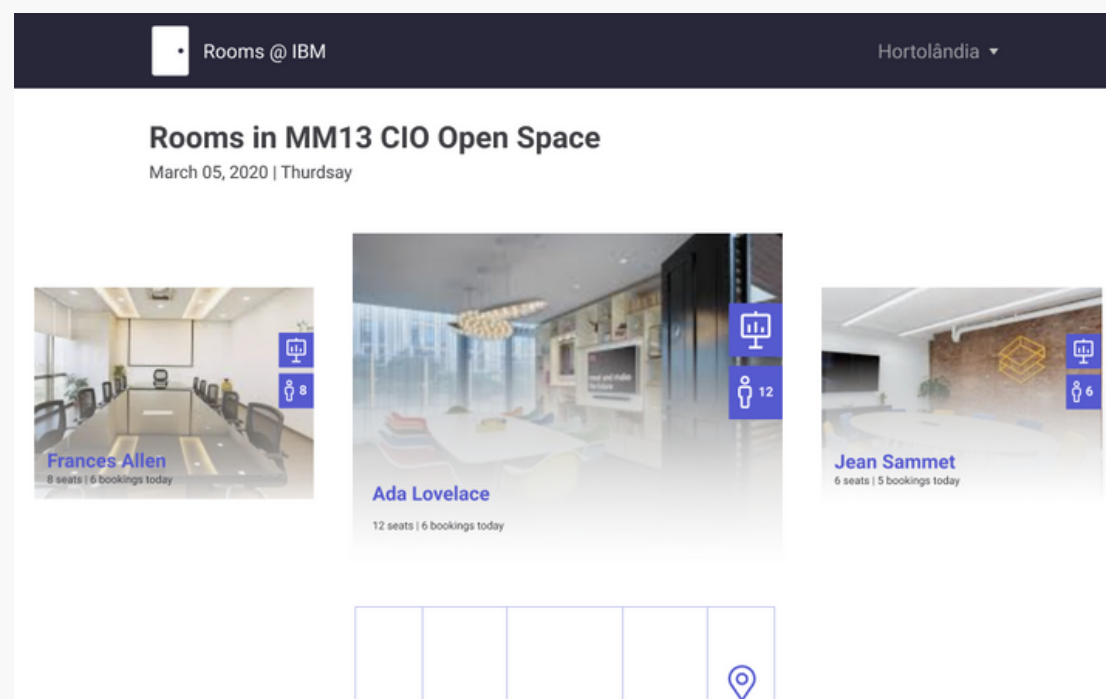 Rooms @ IBM
Hortolândia
Rooms in MM13 CIO Open Space
March 05, 2020 | Thurdsay
8
Frances Allen
8 seats | 6 bookings today
12
Ada Lovelace
12 seats | 6 bookings today
6
Jean Sammet
6 seats | 5 bookings today